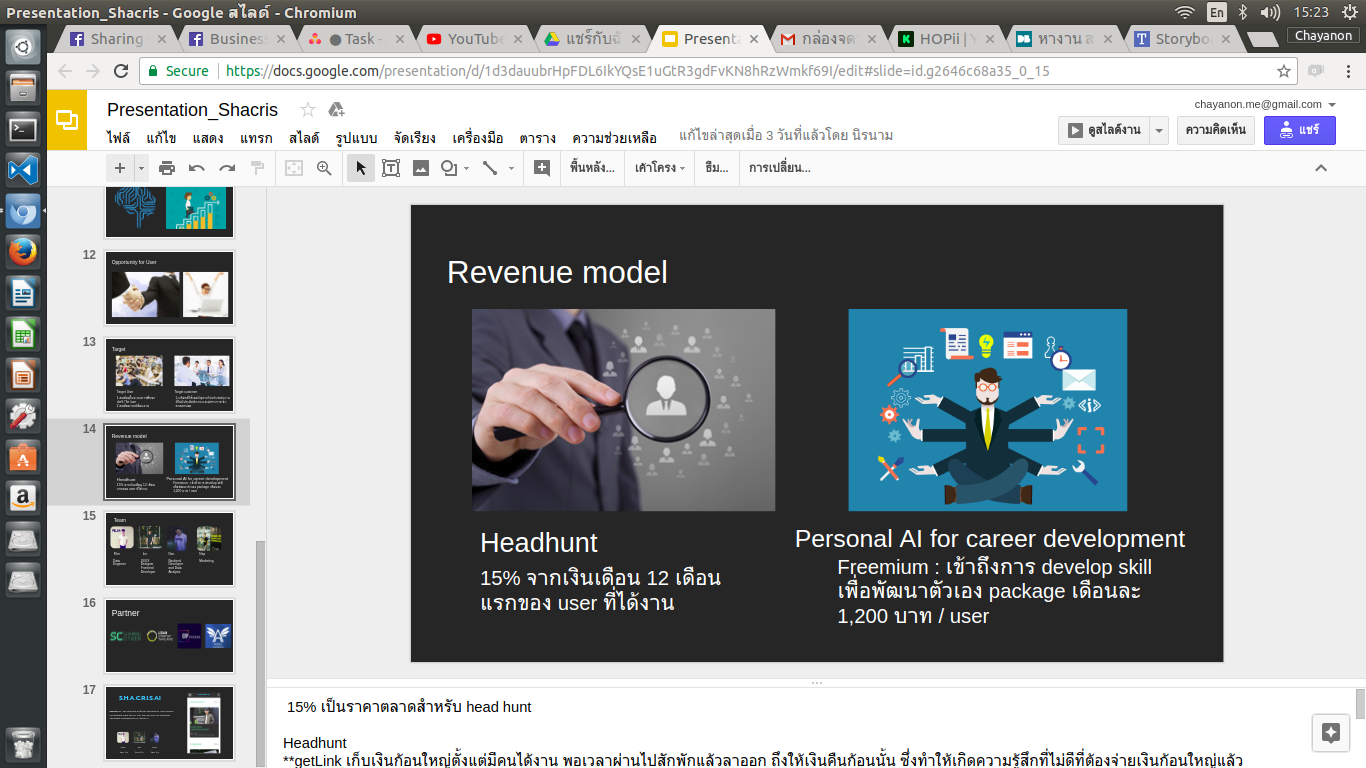 Presentation_Shacris - Google สไลด์ - Chromium
En
15:23
Sharing
Business
Task -
YouTube
แชร์กับฉั
Presenta
กล่องจด
HOPii | Y
หางาน ส
Storybo
Chayanon
Secure
https://docs.google.com/presentation/d/1d3dauubrHpFDL6IkYQsE1uGtR3gdFvKN8hRzWmkf69I/edit#slide=id.g2646c68a35_0_15
Presentation_Shacris
chayanon.me@gmail.com
ไฟล์ แก้ไข แสดง แทรก สไลด์ รูปแบบ จัดเรียง เครื่องมือ ตาราง ความช่วยเหลือ
แก้ไขล่าสุดเมื่อ 3 วันที่แล้วโดย นิรนาม
ดูสไลด์งาน
ความคิดเห็น
แชร์
พื้นหลัง...
เค้าโครง
ธีม...
การเปลี่ยน...
12
Opportunity for User
13
Target
Target User
Target customer
14
Revenue model
Headhunt
Personal AI for career development
15
Team
Data Engineer
Marketing
16
Partner
17
S.H.A.C.R.I.S.AI
Revenue model
Headhunt
15% จากเงินเดือน 12 เดือน
แรกของ user ที่ได้งาน
Personal AI for career development
Freemium : เข้าถึงการ develop skill
เพื่อพัฒนาตัวเอง package เดือนละ
1,200 บาท / user
15% เป็นราคาตลาดสำหรับ head hunt
Headhunt
**getLink เก็บเงินก้อนใหญ่ตั้งแต่มีคนได้งาน พอเวลาผ่านไปสักพักแล้วลาออก ถึงให้เงินคืนก้อนนั้น ซึ่งทำให้เกิดความรู้สึกที่ไม่ดีที่ต้องจ่ายเงินก้อนใหญ่แล้ว